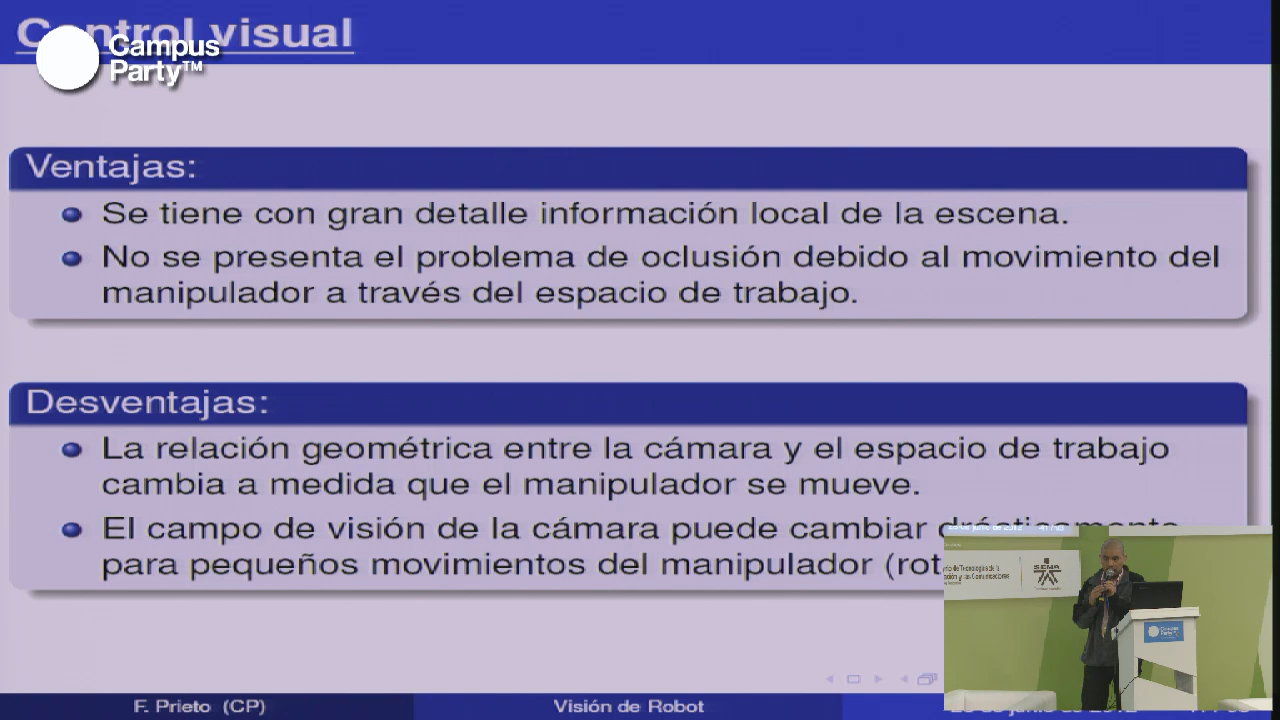 Control visual
Campus
Party™
Ventajas:
Se tiene con gran detalle información local de la escena.
No se presenta el problema de oclusión debido al movimiento del
manipulador a través del espacio de trabajo.
Desventajas:
La relación geométrica entre la cámara y el espacio de trabajo
cambia a medida que el manipulador se mueve.
El campo de visión de la cámara puede cambiar drásticamente
para pequeños movimientos del manipulador (rot
SENA
Campus
Party
F. Prieto (CP)
Visión de Robot